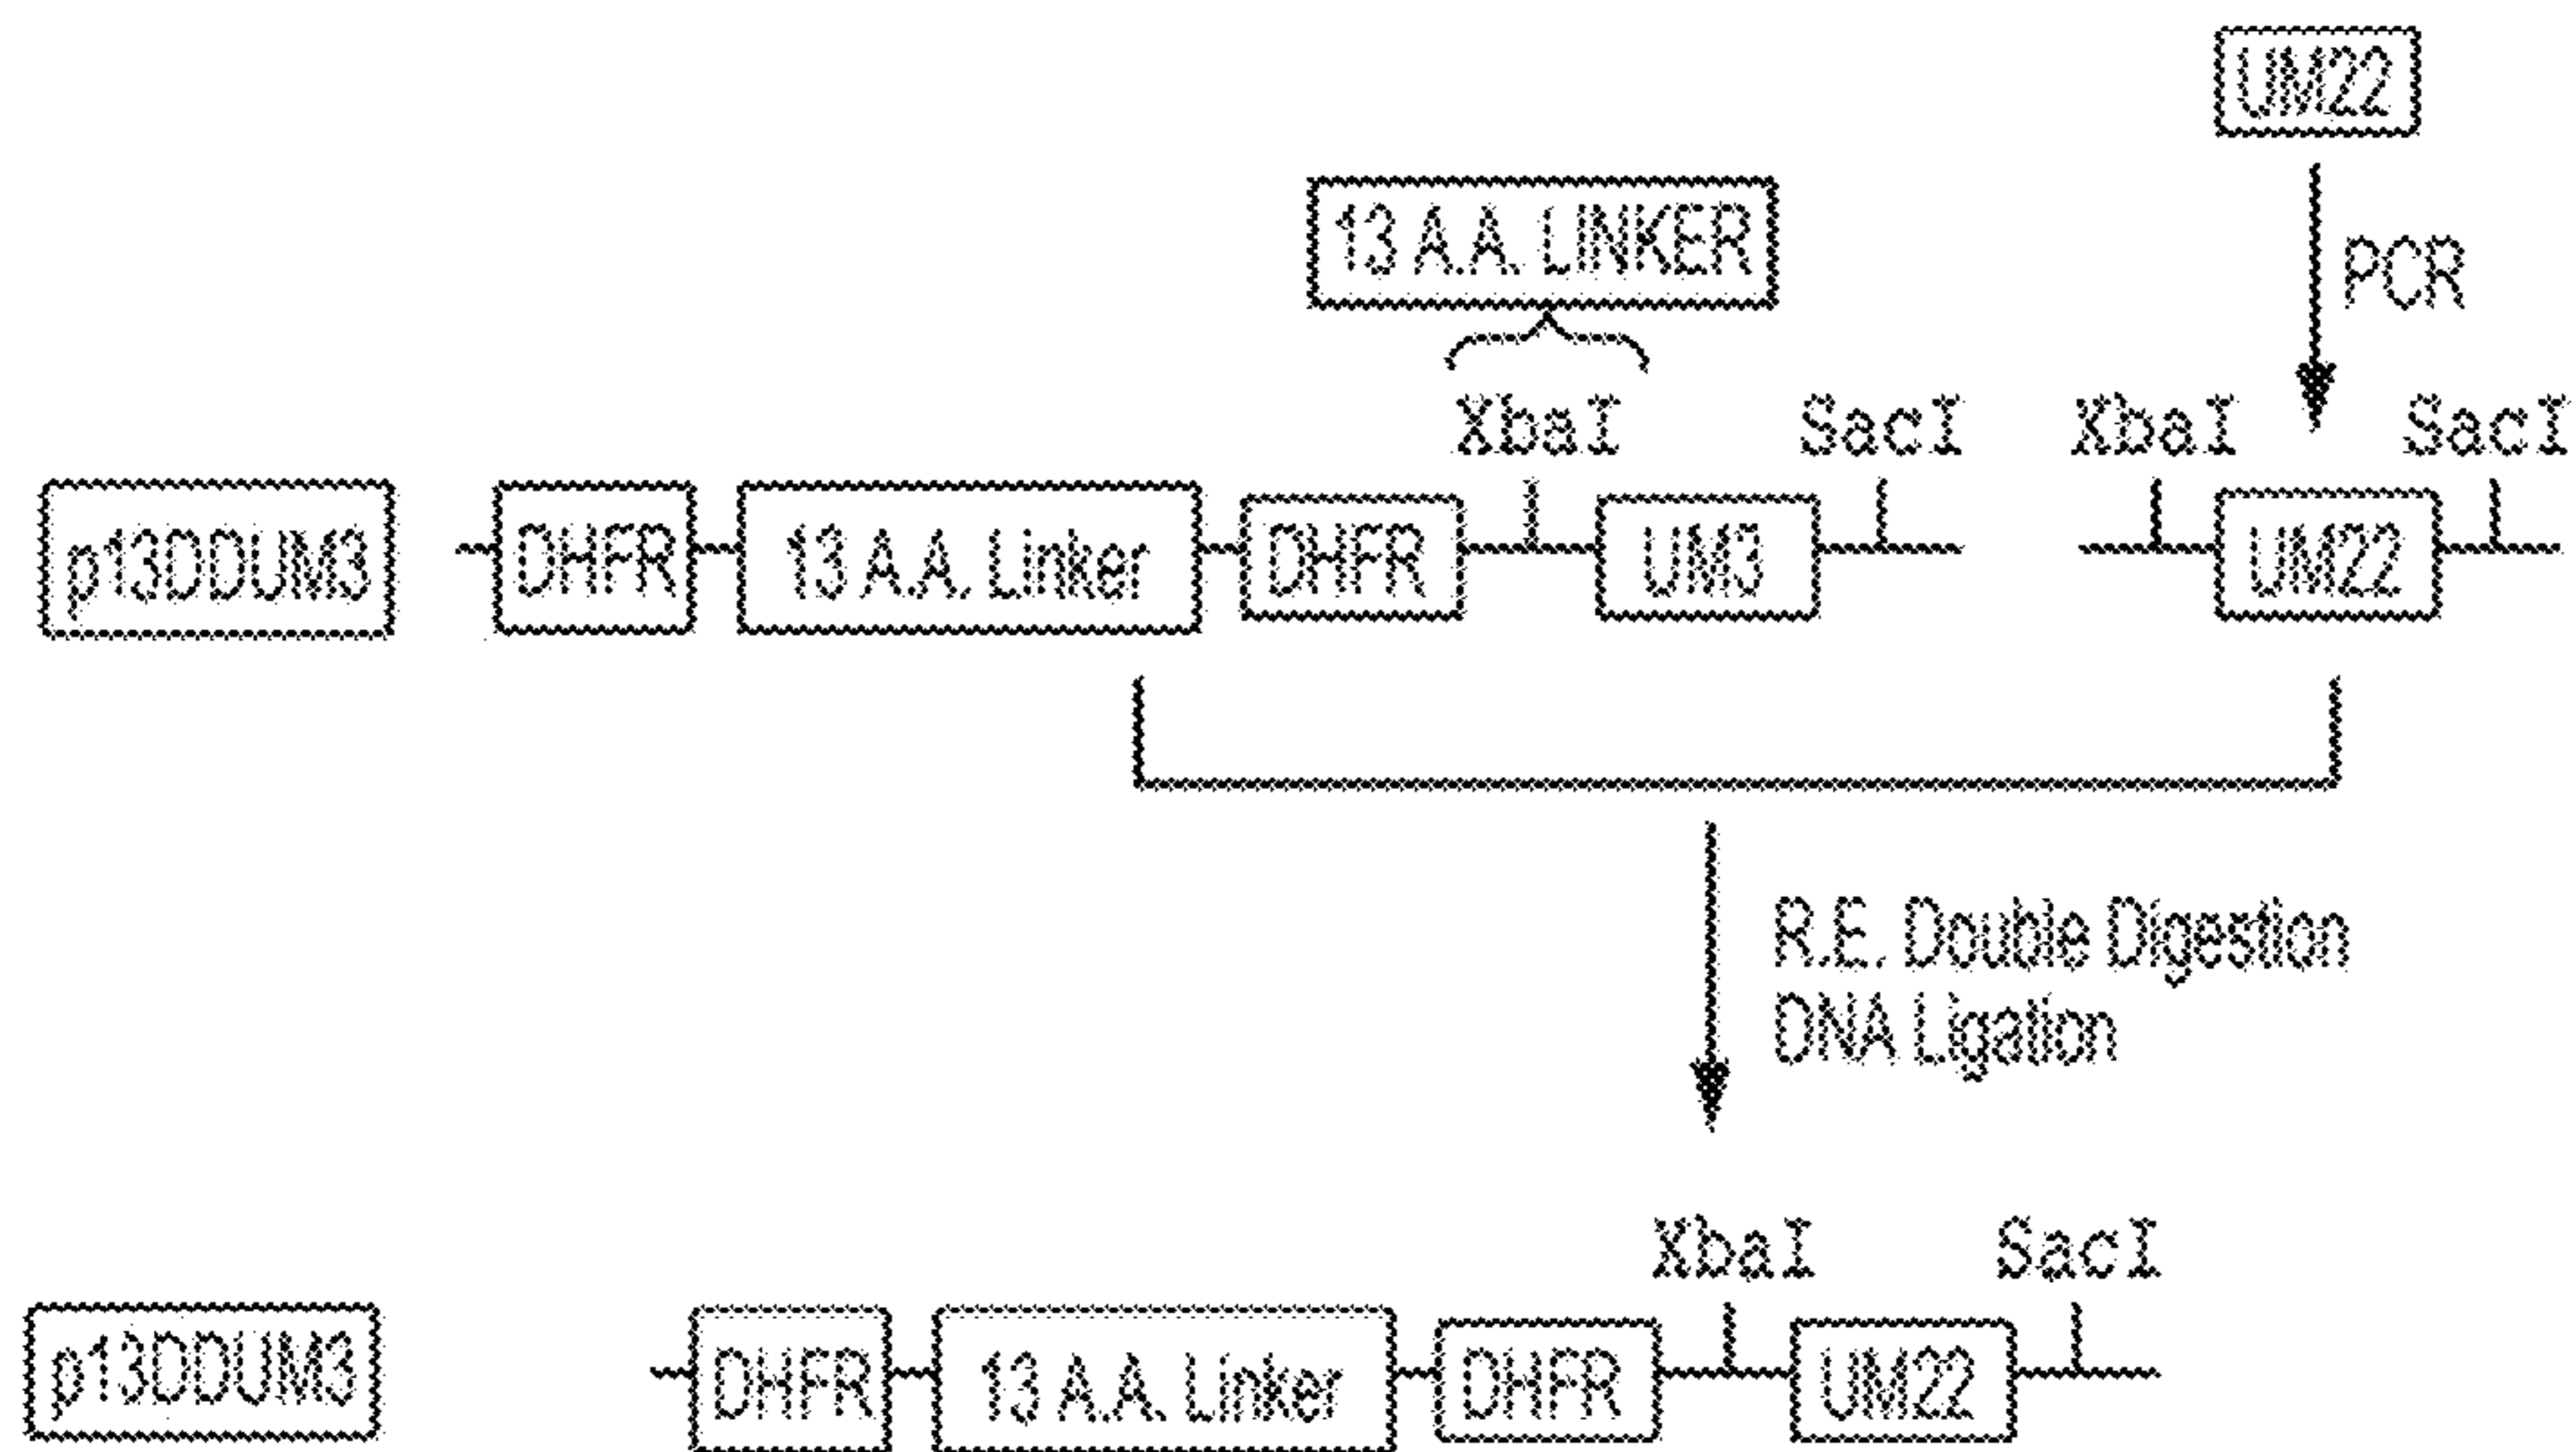 UM22
13 A.A. LINKER
PCR
XbaI SacI XbaI SacI
p13DDUM3 DHFR 13 A.A. Linker DHFR UM3 UM22
R.E. Double Digestion
DNA Ligation
XbaI SacI
p13DDUM3 DHFR 13 A.A. Linker DHFR UM22